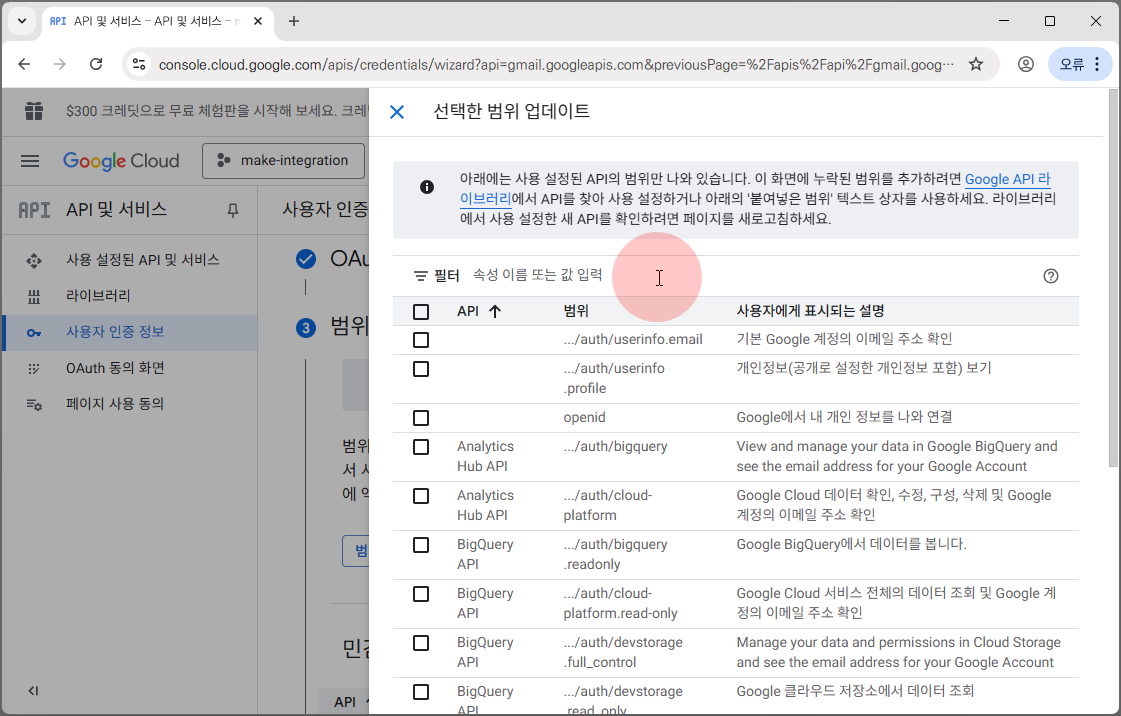 API API 및 서비스 – API 및 서비스 –
console.cloud.google.com/apis/credentials/wizard?api=gmail.googleapis.com&previousPage=%2Fapis%2Fapi%2Fgmail.goog…
오류
$300 크레딧으로 무료 체험판을 시작해 보세요. 크레
Google Cloud
make-integration
API API 및 서비스
사용 설정된 API 및 서비스
라이브러리
사용자 인증 정보
OAuth 동의 화면
페이지 사용 동의
사용자 인증
OAu
3 범위
범위
서 사
에 액
범
민감
API
선택한 범위 업데이트
아래에는 사용 설정된 API의 범위만 나와 있습니다. 이 화면에 누락된 범위를 추가하려면 Google API 라
이브러리에서 API를 찾아 사용 설정하거나 아래의 '붙여넣은 범위' 텍스트 상자를 사용하세요. 라이브러리
에서 사용 설정한 새 API를 확인하려면 페이지를 새로고침하세요.
필터 속성 이름 또는 값 입력
API 범위 사용자에게 표시되는 설명
.../auth/userinfo.email 기본 Google 계정의 이메일 주소 확인
.../auth/userinfo 개인정보(공개로 설정한 개인정보 포함) 보기
.profile
openid Google에서 내 개인 정보를 나와 연결
Analytics .../auth/bigquery View and manage your data in Google BigQuery and
Hub API see the email address for your Google Account
Analytics .../auth/cloud- Google Cloud 데이터 확인, 수정, 구성, 삭제 및 Google
Hub API platform 계정의 이메일 주소 확인
BigQuery .../auth/bigquery Google BigQuery에서 데이터를 봅니다.
API .readonly
BigQuery .../auth/cloud- Google Cloud 서비스 전체의 데이터 조회 및 Google 계
API platform.read-only 정의 이메일 주소 확인
BigQuery .../auth/devstorage Manage your data and permissions in Cloud Storage
API .full_control and see the email address for your Google Account
BigQuery .../auth/devstorage Google 클라우드 저장소에서 데이터 조회
API .read_only